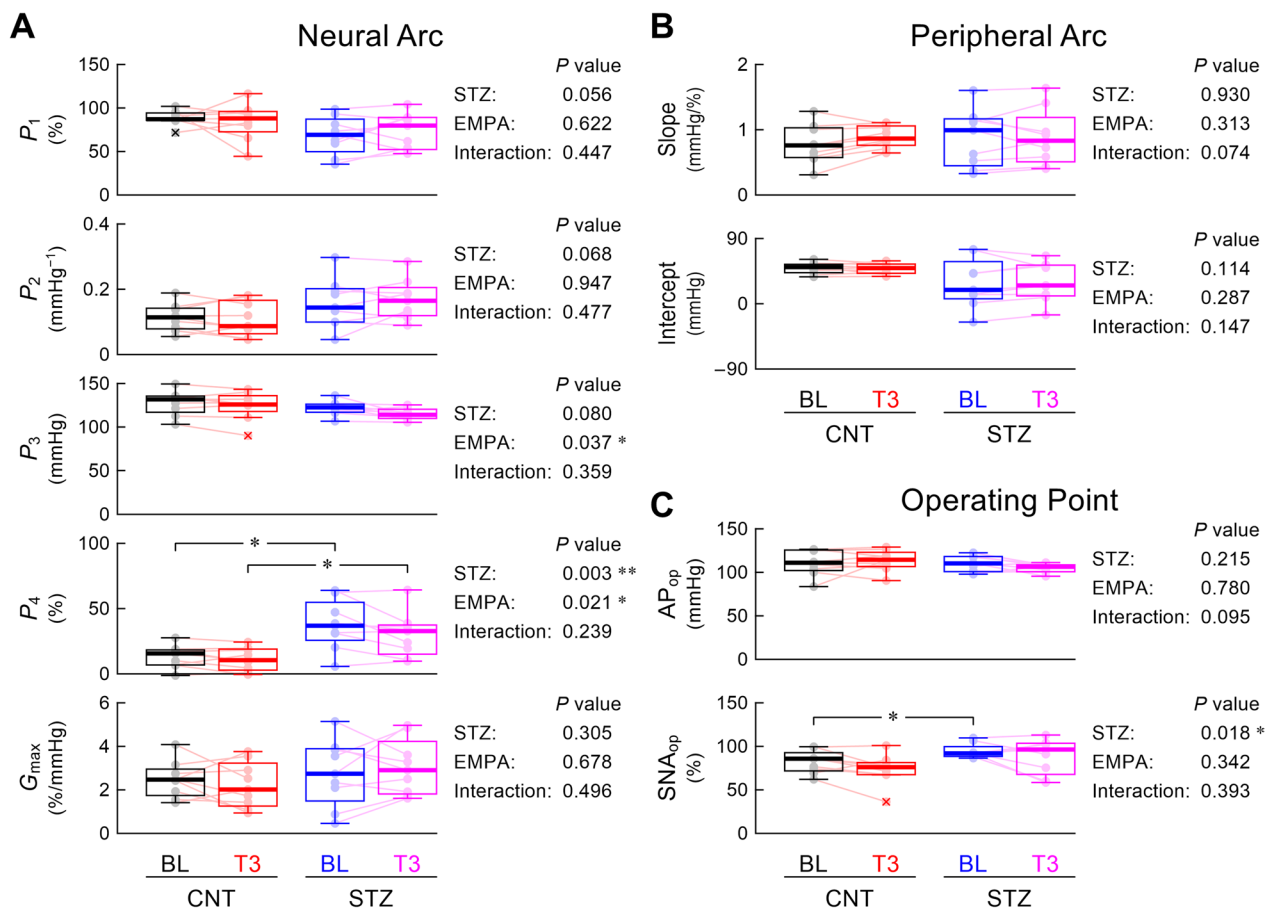 A
Neural Arc
150
100
50
0
P1
(%)
P value
STZ: 0.056
EMPA: 0.622
Interaction: 0.447
0.4
0.2
0
P2
(mmHg−1)
P value
STZ: 0.068
EMPA: 0.947
Interaction: 0.477
150
100
50
0
P3
(mmHg)
P value
STZ: 0.080
EMPA: 0.037 *
Interaction: 0.359
100
50
0
P4
(%)
*
*
P value
STZ: 0.003 **
EMPA: 0.021 *
Interaction: 0.239
6
4
2
0
Gmax
(%/mmHg)
P value
STZ: 0.305
EMPA: 0.678
Interaction: 0.496
BL T3 BL T3
CNT STZ
B
Peripheral Arc
2
1
0
Slope
(mmHg/%)
P value
STZ: 0.930
EMPA: 0.313
Interaction: 0.074
90
0
−90
Intercept
(mmHg)
P value
STZ: 0.114
EMPA: 0.287
Interaction: 0.147
BL T3 BL T3
CNT STZ
C
Operating Point
150
100
50
0
APop
(mmHg)
P value
STZ: 0.215
EMPA: 0.780
Interaction: 0.095
150
100
50
0
SNAop
(%)
*
P value
STZ: 0.018 *
EMPA: 0.342
Interaction: 0.393
BL T3 BL T3
CNT STZ